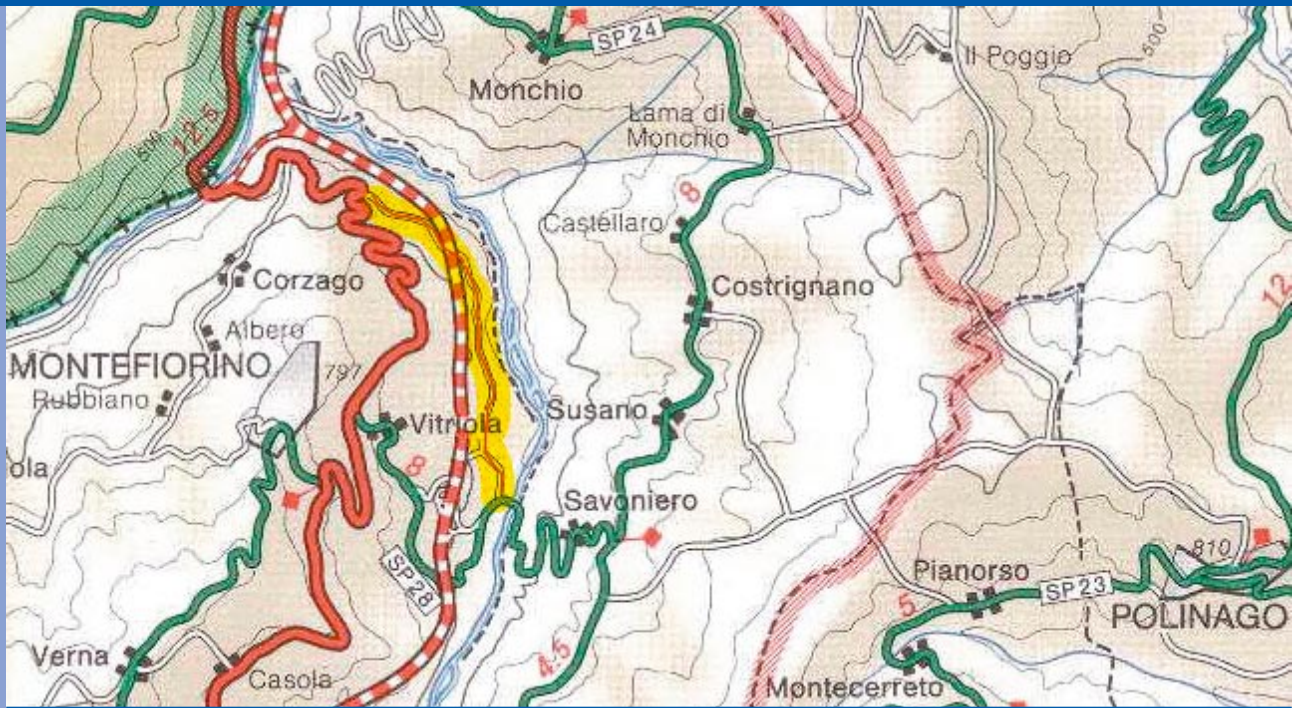 SP24
Monchio
Il Poggio
500
Lama di
Monchio
12.5
8
Castellaro
Corzago
Costrignano
12
Albero
MONTEFIORINO
797
Rubbiano
Susano
Vitriola
ola
8
Savoniero
SP28
810
Pianorso
SP23
5
POLINAGO
Verna
4.5
Casola
Montecerreto